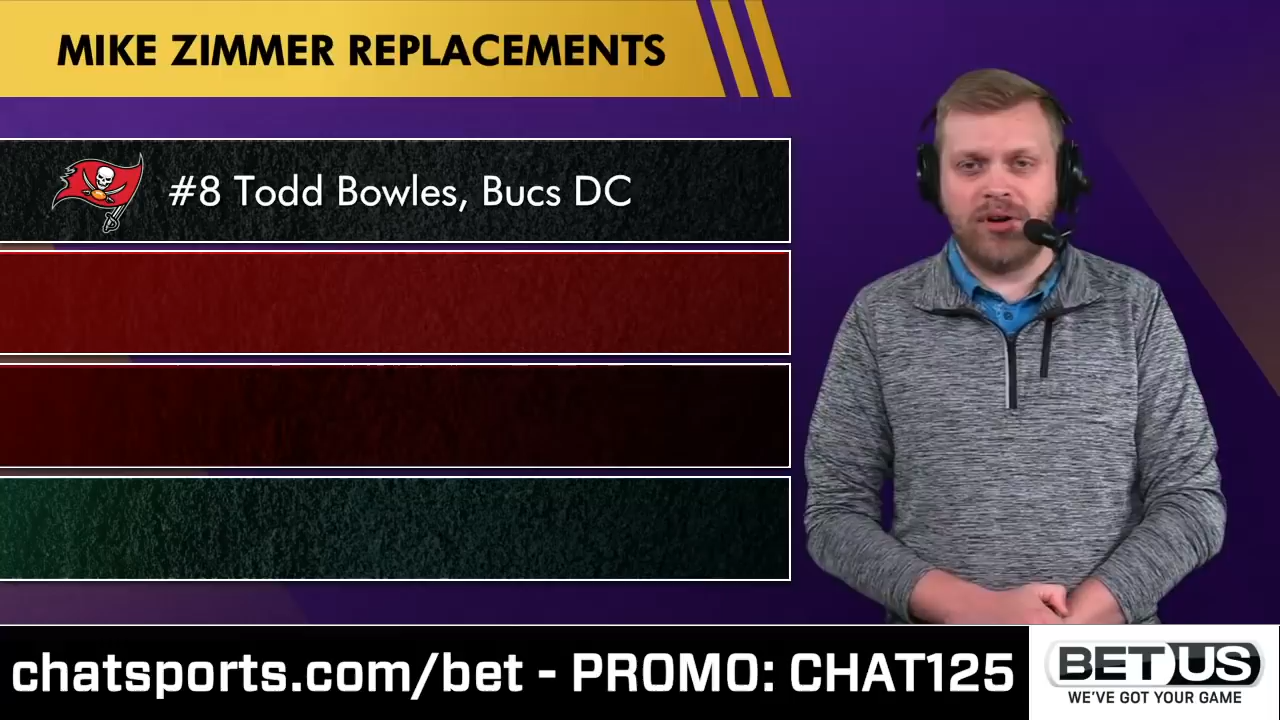 MIKE ZIMMER REPLACEMENTS
#8 Todd Bowles, Bucs DC
chatsports.com/bet - PROMO: CHAT125
BETUS
WE'VE GOT YOUR GAME